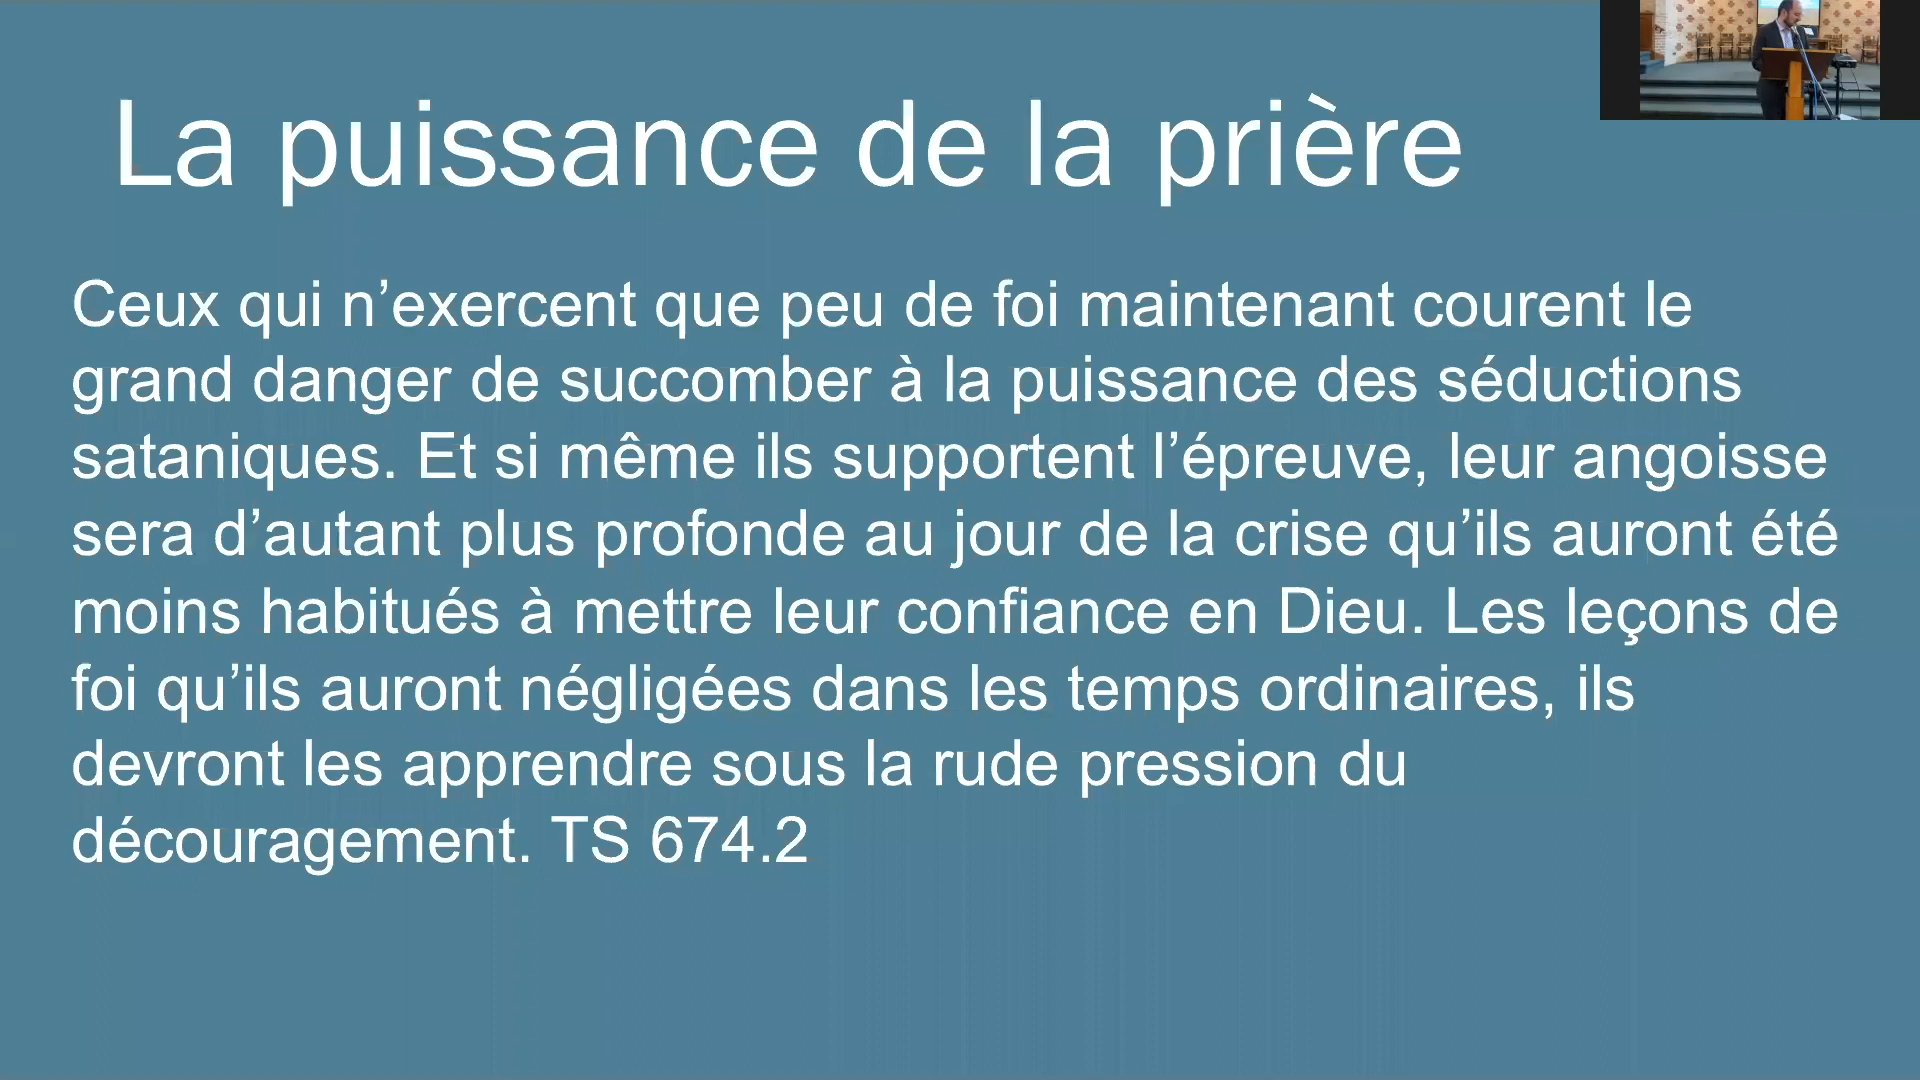 La puissance de la prière
Ceux qui n’exercent que peu de foi maintenant courent le
grand danger de succomber à la puissance des séductions
sataniques. Et si même ils supportent l’épreuve, leur angoisse
sera d’autant plus profonde au jour de la crise qu’ils auront été
moins habitués à mettre leur confiance en Dieu. Les leçons de
foi qu’ils auront négligées dans les temps ordinaires, ils
devront les apprendre sous la rude pression du
découragement. TS 674.2